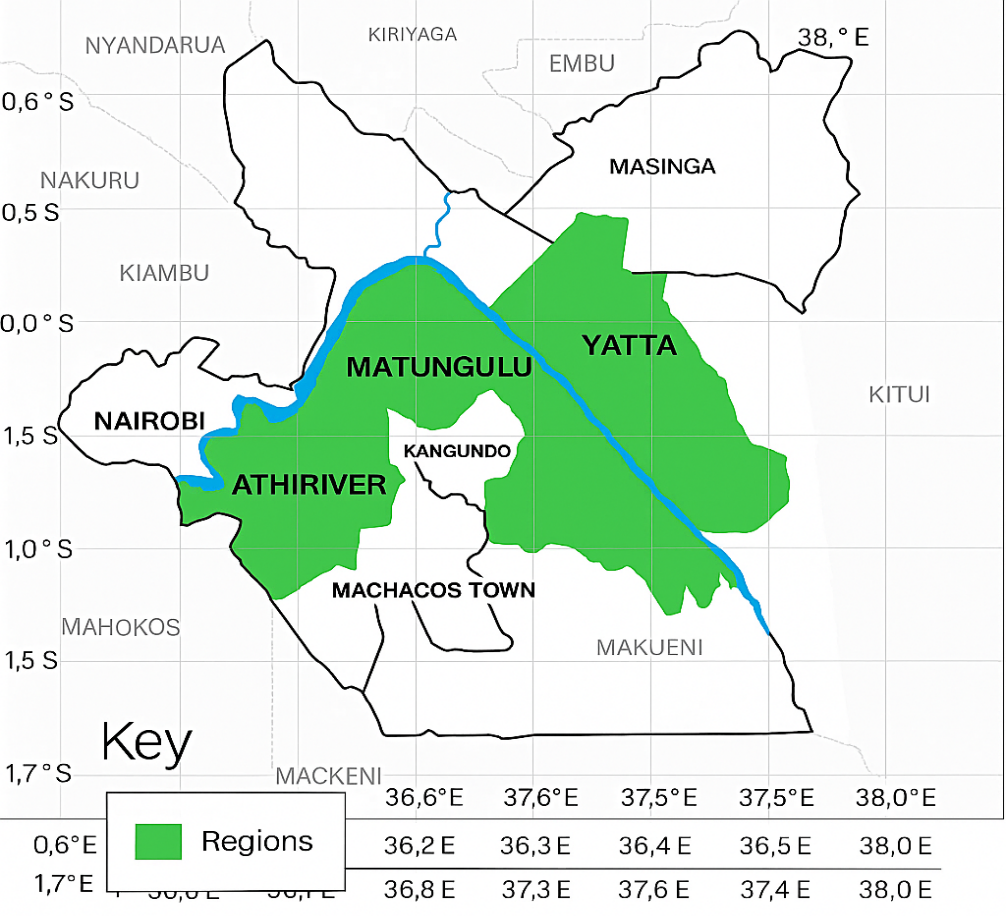 NYANDARUA
KIRIYAGA
38,° E
EMBU
0,6° S
MASINGA
NAKURU
0,5 S
KIAMBU
0,0° S
YATTA
MATUNGULU
KITUI
NAIROBI
1,5 S
KANGUNDO
ATHIRIVER
1,0° S
MACHACOS TOWN
MAHOKOS
MAKUENI
1,5 S
Key
1,7° S
MACKENI
36,6°E 37,6°E 37,5°E 37,5°E 38,0°E
Regions
0,6°E 36,2 E 36,3 E 36,4 E 36,5 E 38,0 E
1,7°E 36,8 E 37,3 E 37,6 E 37,4 E 38,0 E